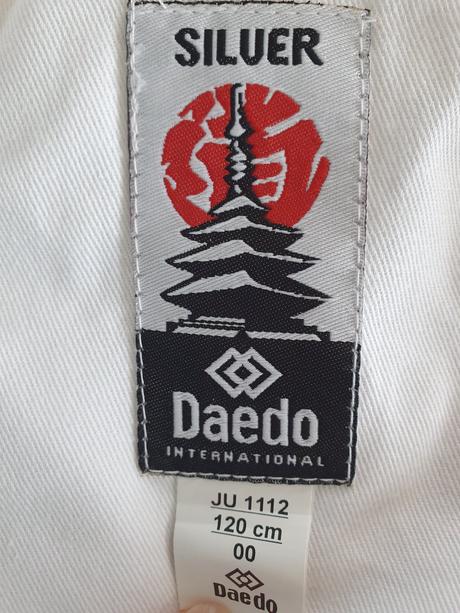 SILVER
Daedo
INTERNATIONAL
JU 1112
120 cm
00
Daedo